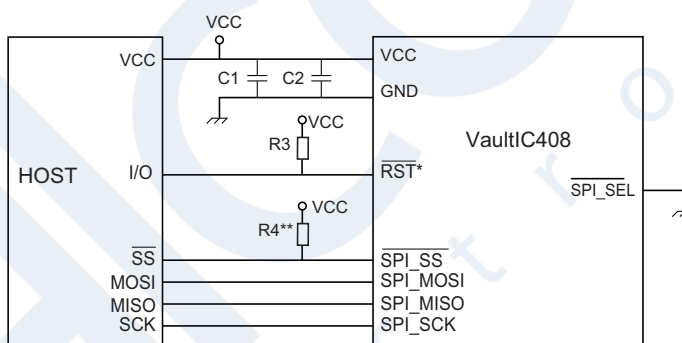 VCC
VCC
VCC
C1
C2
GND
VCC
R3
VaultIC408
HOST
I/O
RST*
SPI_SEL
VCC
R4**
SS
SPI_SS
MOSI
SPI_MOSI
MISO
SPI_MISO
SCK
SPI_SCK